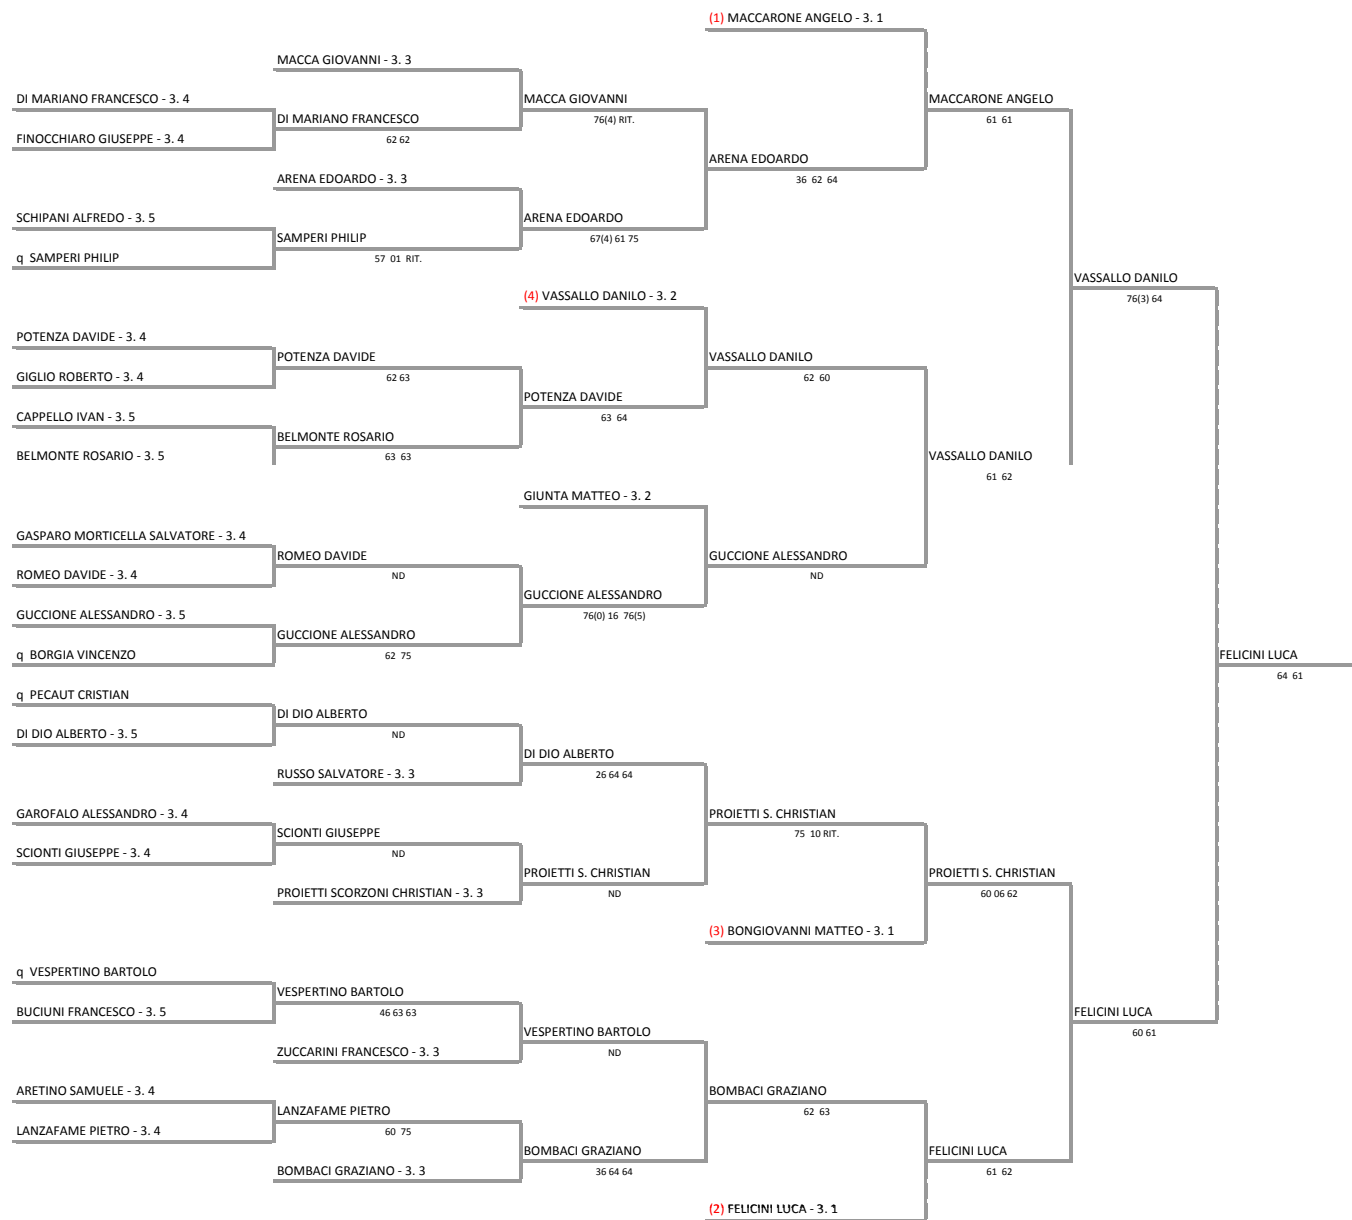 (1) MACCARONE ANGELO - 3. 1
MACCA GIOVANNI - 3. 3
DI MARIANO FRANCESCO - 3. 4
MACCA GIOVANNI
MACCARONE ANGELO
DI MARIANO FRANCESCO
76(4) RIT.
61 61
FINOCCHIARO GIUSEPPE - 3. 4
62 62
ARENA EDOARDO
ARENA EDOARDO - 3. 3
36 62 64
SCHIPANI ALFREDO - 3. 5
ARENA EDOARDO
SAMPERI PHILIP
67(4) 61 75
q SAMPERI PHILIP
57 01 RIT.
VASSALLO DANILO
(4) VASSALLO DANILO - 3. 2
76(3) 64
POTENZA DAVIDE - 3. 4
POTENZA DAVIDE
VASSALLO DANILO
GIGLIO ROBERTO - 3. 4
62 63
62 60
POTENZA DAVIDE
CAPPELLO IVAN - 3. 5
63 64
BELMONTE ROSARIO
BELMONTE ROSARIO - 3. 5
63 63
VASSALLO DANILO
61 62
GIUNTA MATTEO - 3. 2
GASPARO MORTICELLA SALVATORE - 3. 4
ROMEO DAVIDE
GUCCIONE ALESSANDRO
ROMEO DAVIDE - 3. 4
ND
ND
GUCCIONE ALESSANDRO
GUCCIONE ALESSANDRO - 3. 5
76(0) 16 76(5)
GUCCIONE ALESSANDRO
q BORGIA VINCENZO
62 75
FELICINI LUCA
64 61
q PECAUT CRISTIAN
DI DIO ALBERTO
DI DIO ALBERTO - 3. 5
ND
DI DIO ALBERTO
RUSSO SALVATORE - 3. 3
26 64 64
GAROFALO ALESSANDRO - 3. 4
PROIETTI S. CHRISTIAN
SCIONTI GIUSEPPE
75 10 RIT.
SCIONTI GIUSEPPE - 3. 4
ND
PROIETTI S. CHRISTIAN
PROIETTI S. CHRISTIAN
PROIETTI SCORZONI CHRISTIAN - 3. 3
ND
60 06 62
(3) BONGIOVANNI MATTEO - 3. 1
q VESPERTINO BARTOLO
VESPERTINO BARTOLO
BUCIUNI FRANCESCO - 3. 5
46 63 63
FELICINI LUCA
VESPERTINO BARTOLO
60 61
ZUCCARINI FRANCESCO - 3. 3
ND
ARETINO SAMUELE - 3. 4
BOMBACI GRAZIANO
LANZAFAME PIETRO
62 63
LANZAFAME PIETRO - 3. 4
60 75
BOMBACI GRAZIANO
FELICINI LUCA
BOMBACI GRAZIANO - 3. 3
36 64 64
61 62
(2) FELICINI LUCA - 3. 1